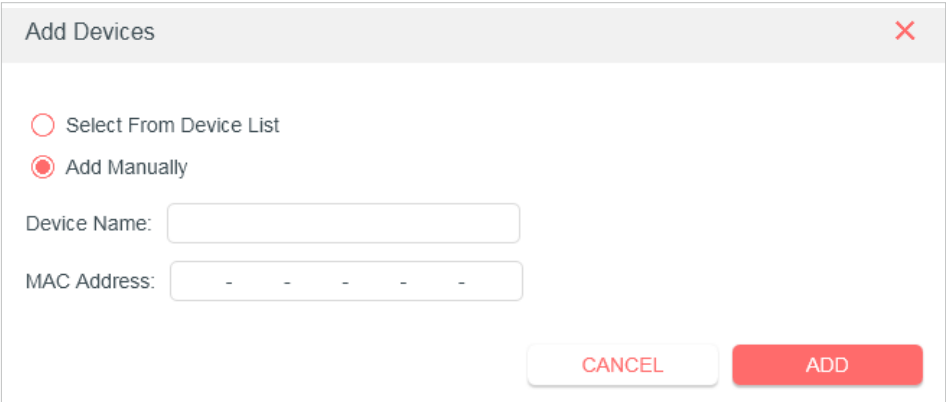 Add Devices
Select From Device List
Add Manually
Device Name:
MAC Address: - - - - -
CANCEL ADD